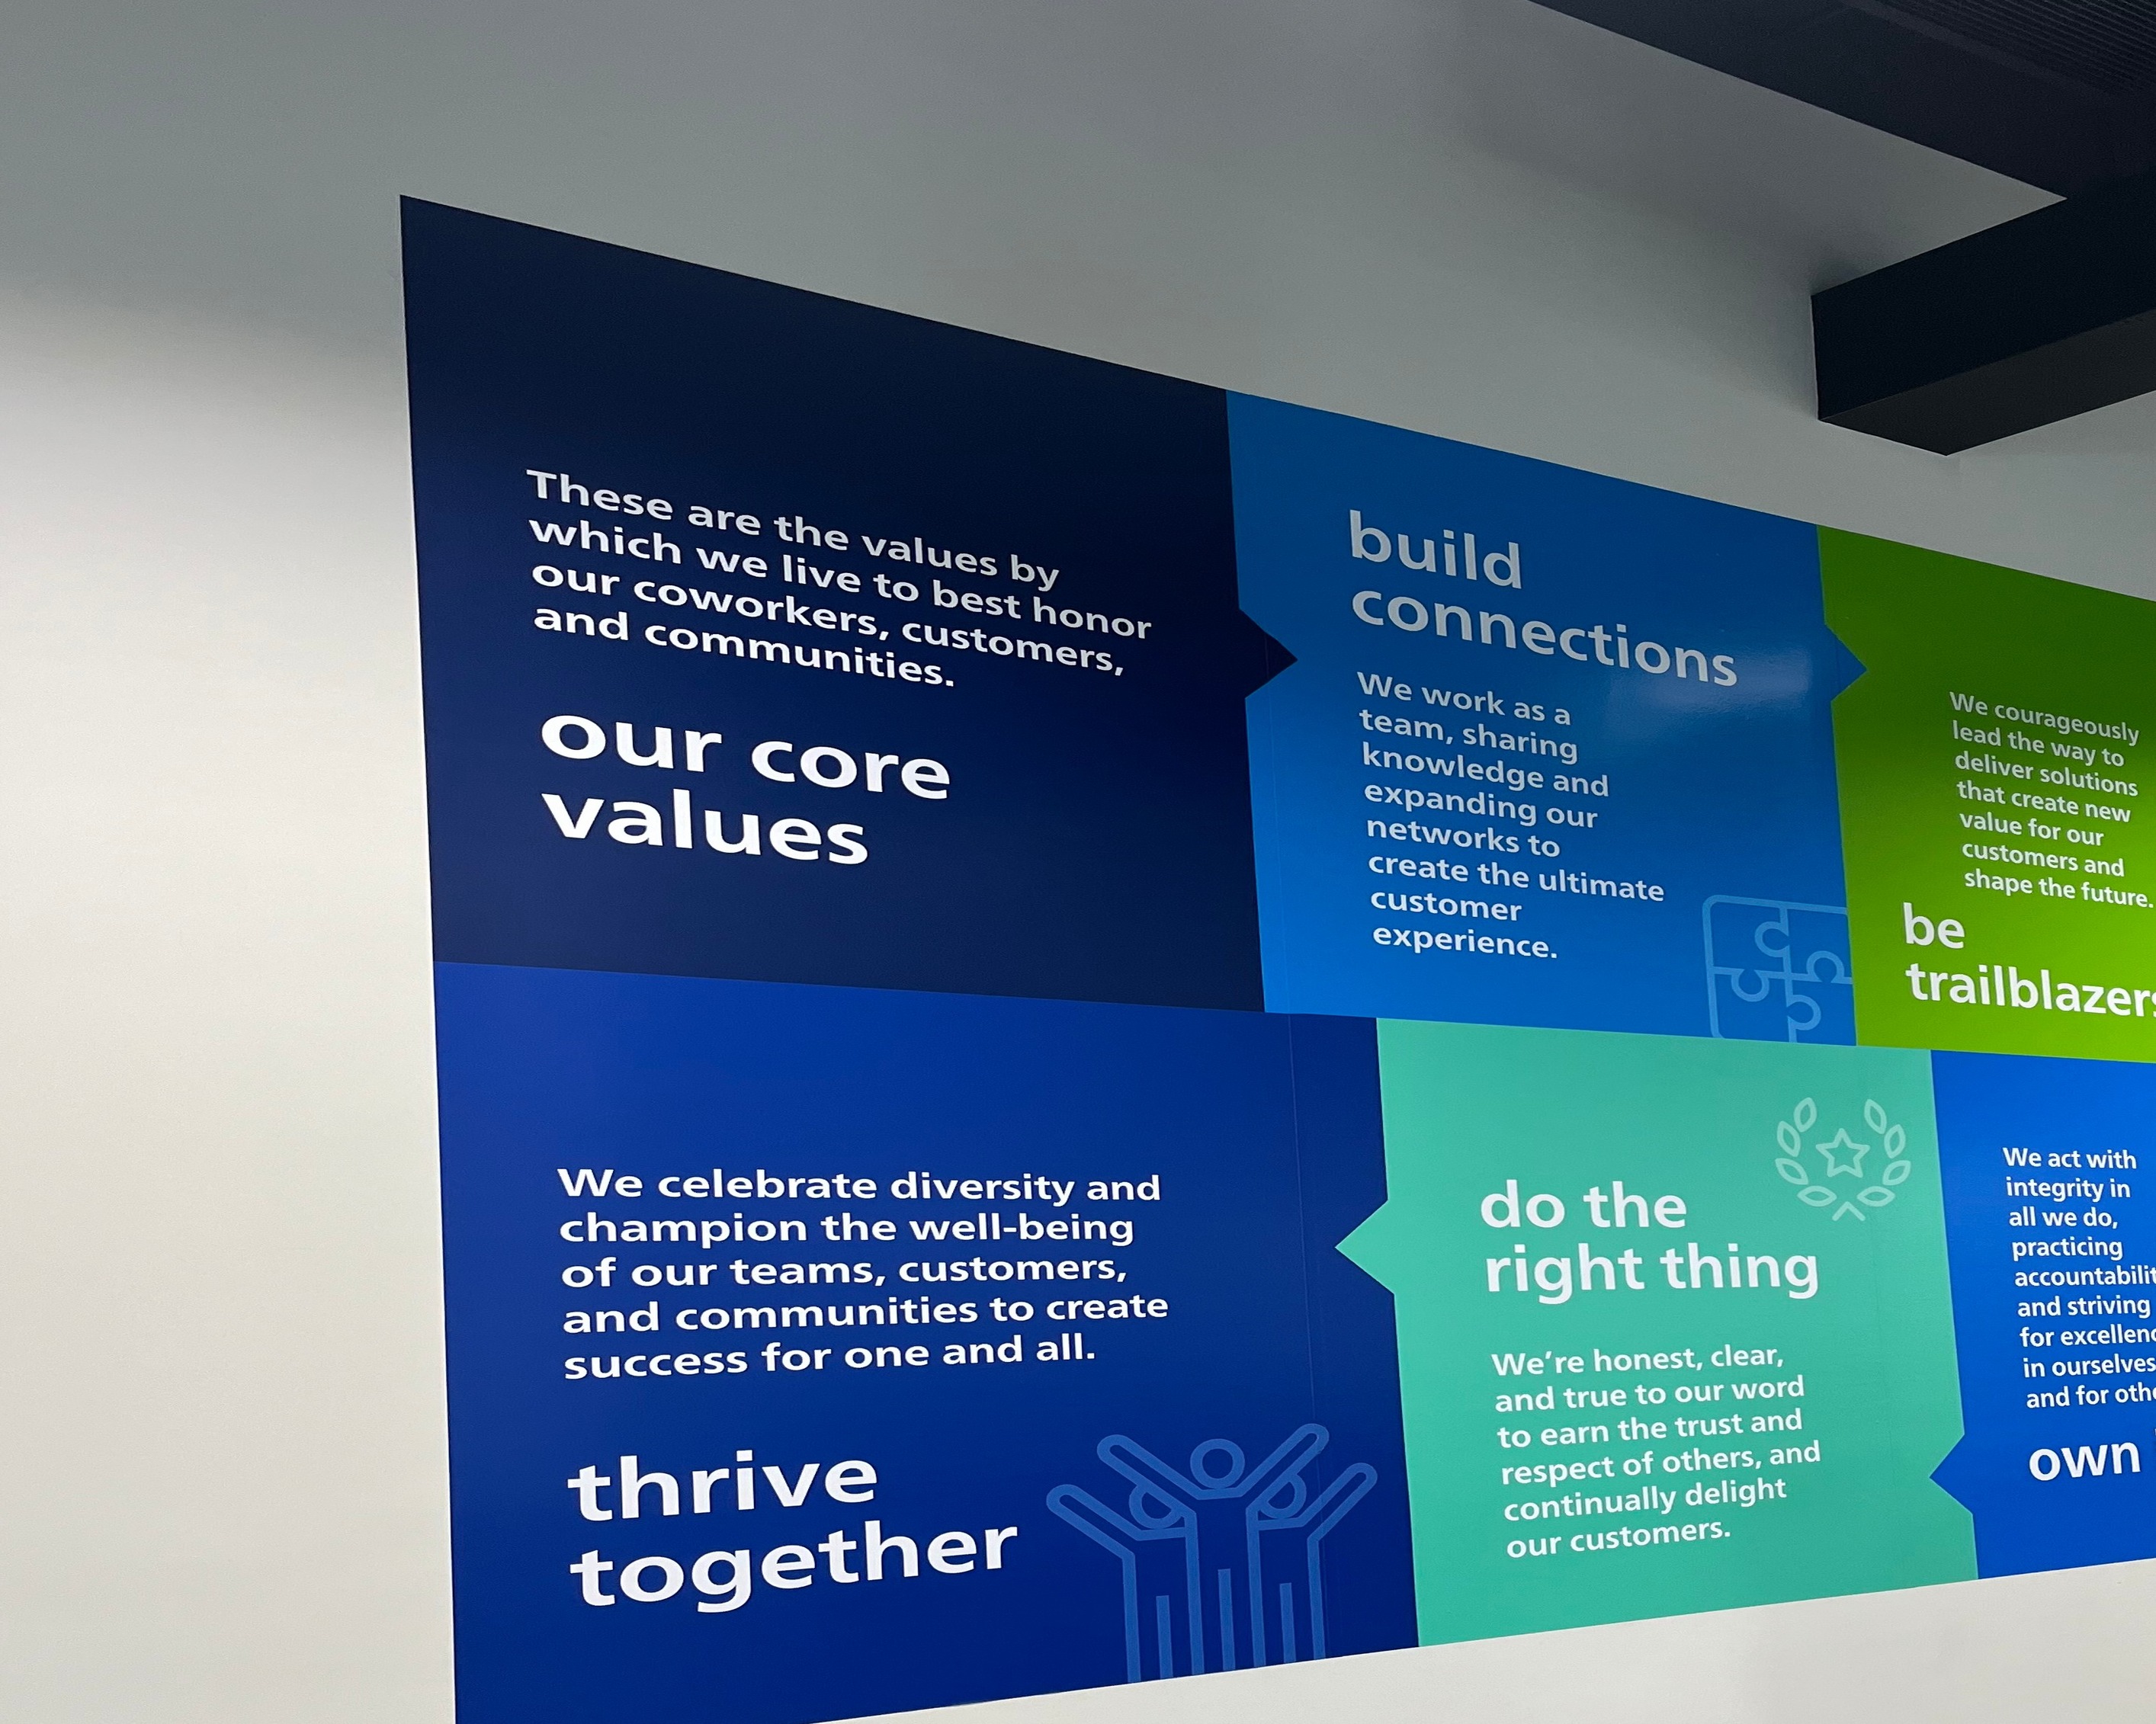 These are the values by
which we live to best honor
our coworkers, customers,
and communities.
our core
values
build
connections
We work as a
team, sharing
knowledge and
expanding our
networks to
create the ultimate
customer
experience.
We courageously
lead the way to
deliver solutions
that create new
value for our
customers and
shape the future.
be
trailblazers
We celebrate diversity and
champion the well-being
of our teams, customers,
and communities to create
success for one and all.
thrive
together
do the
right thing
We're honest, clear,
and true to our word
to earn the trust and
respect of others, and
continually delight
our customers.
We act with
integrity in
all we do,
practicing
and striving
in ourselves
and for
own